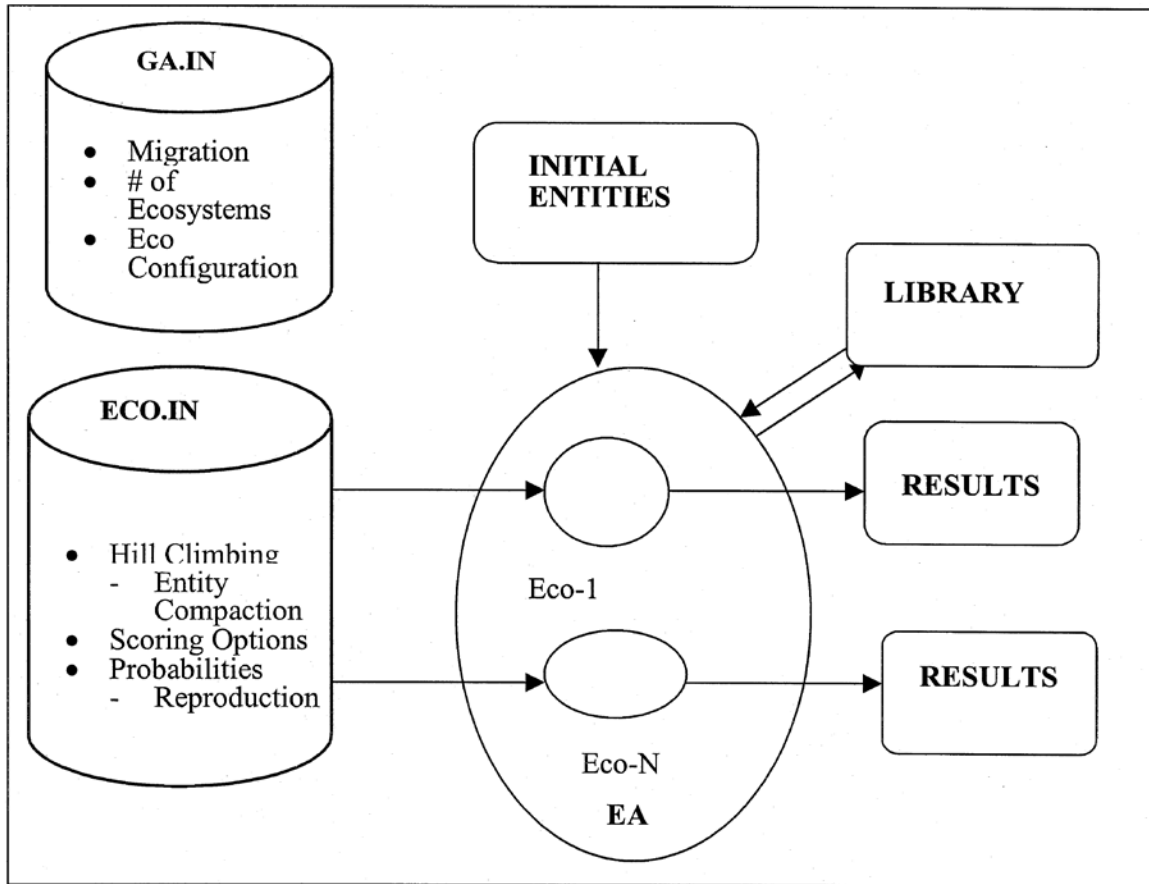 GA.IN
• Migration
• # of
Ecosystems
• Eco
Configuration
INITIAL
ENTITIES
LIBRARY
ECO.IN
• Hill Climbing
- Entity
Compaction
• Scoring Options
• Probabilities
- Reproduction
Eco-1
RESULTS
Eco-N
EA
RESULTS